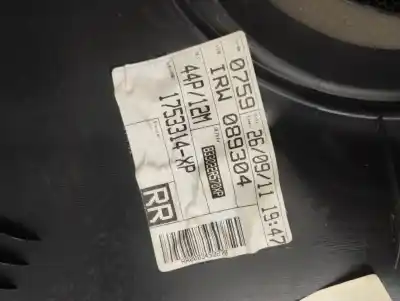 0759 26/09/11 19:47
IRW 089304
44P/12M
1753314-XP
RR